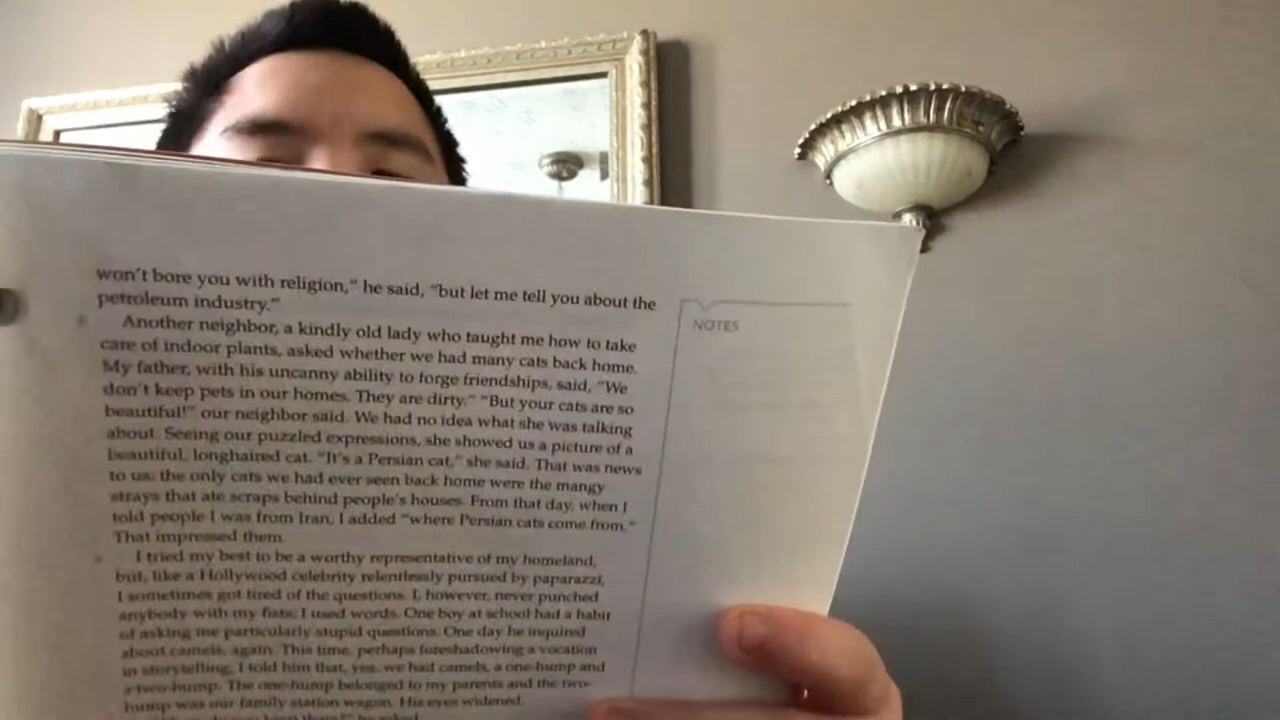 won't bore you with religion," he said, "but let me tell you about the
petroleum industry."
Another neighbor, a kindly old lady who taught me how to take
care of indoor plants, asked whether we had many cats back home.
My father, with his uncanny ability to forge friendships, said, "We
don't keep pets in our homes. They are dirty." "But your cats are so
beautiful!" our neighbor said. We had no idea what she was talking
about. Seeing our puzzled expressions, she showed us a picture of a
beautiful, longhaired cat. "It's a Persian cat," she said. That was news
to us; the only cats we had ever seen back home were the mangy
strays that ate scraps behind people's houses. From that day, when I
told people I was from Iran, I added "where Persian cats come from."
That impressed them.
I tried my best to be a worthy representative of my homeland,
but, like a Hollywood celebrity relentlessly pursued by paparazzi,
I sometimes got tired of the questions. I, however, never punched
anybody with my fists; I used words. One boy at school had a habit
of asking me particularly stupid questions. One day he inquired
about camels, again. This time, perhaps foreshadowing a vocation
in storytelling, I told him that, yes, we had camels, a one-hump and
a two-hump. The one-hump belonged to my parents and the two-
hump was our family station wagon. His eyes widened.
he asked.
NOTES